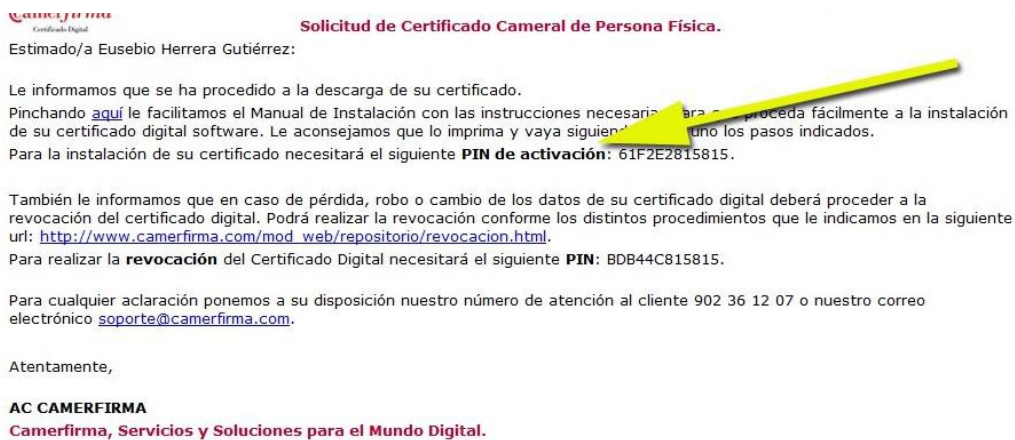 Camerfirma
Certificado Digital
Solicitud de Certificado Cameral de Persona Física.
Estimado/a Eusebio Herrera Gutiérrez:
Le informamos que se ha procedido a la descarga de su certificado.
Pinchando aquí le facilitamos el Manual de Instalación con las instrucciones necesaria proceda fácilmente a la instalación
de su certificado digital software. Le aconsejamos que lo imprima y vaya siguiend uno los pasos indicados.
Para la instalación de su certificado necesitará el siguiente PIN de activación: 61F2E2815815.
También le informamos que en caso de pérdida, robo o cambio de los datos de su certificado digital deberá proceder a la
revocación del certificado digital. Podrá realizar la revocación conforme los distintos procedimientos que le indicamos en la siguiente
url: http://www.camerfirma.com/mod_web/repositorio/revocacion.html.
Para realizar la revocación del Certificado Digital necesitará el siguiente PIN: BDB44C815815.
Para cualquier aclaración ponemos a su disposición nuestro número de atención al cliente 902 36 12 07 o nuestro correo
electrónico soporte@camerfirma.com.
Atentamente,
AC CAMERFIRMA
Camerfirma, Servicios y Soluciones para el Mundo Digital.